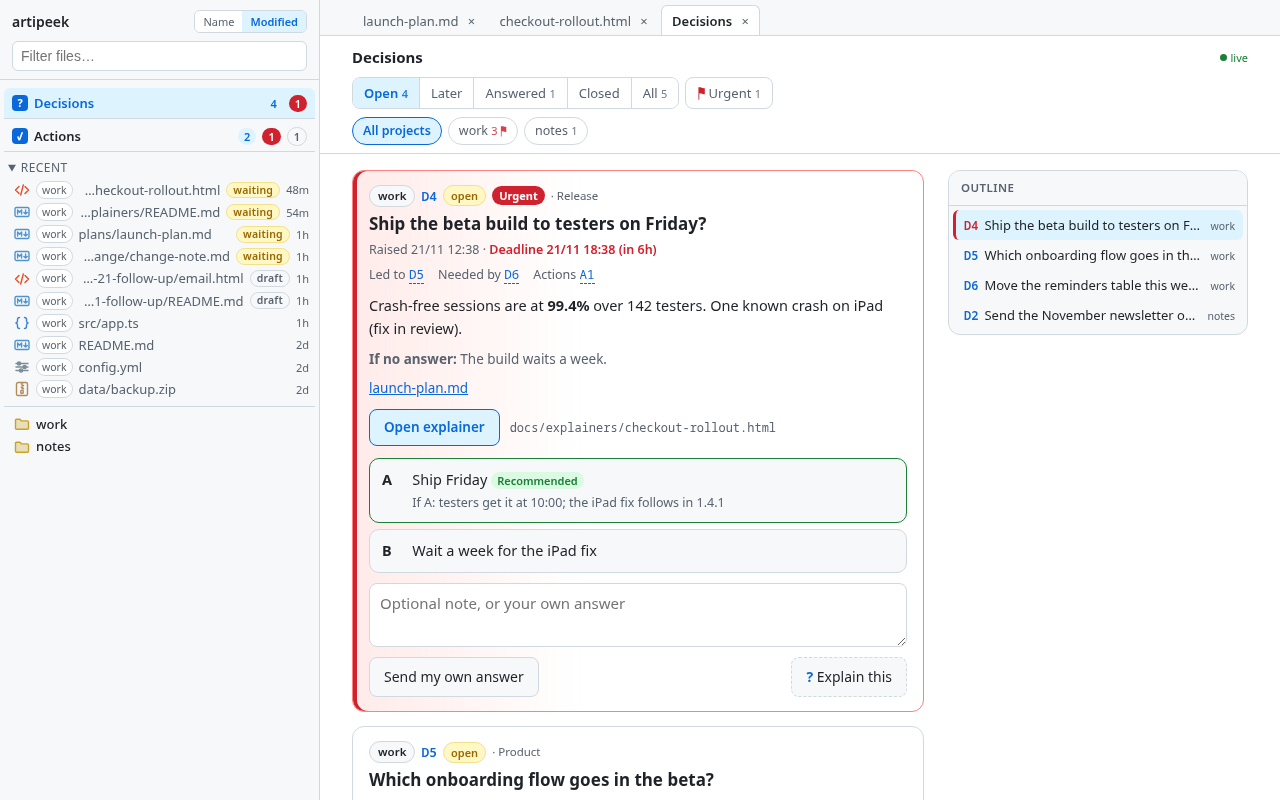 artipeek
Name Modified
Filter files…
? Decisions 4 1
Actions 2 1 1
RECENT
work …heckout-rollout.html waiting 48m
work …plainers/README.md waiting 54m
work plans/launch-plan.md waiting 1h
work …ange/change-note.md waiting 1h
work …-21-follow-up/email.html draft 1h
work …1-follow-up/README.md draft 1h
work src/app.ts 1h
work README.md 2d
work config.yml 2d
work data/backup.zip 2d
work
notes
launch-plan.md × checkout-rollout.html × Decisions ×
Decisions
live
Open 4 Later Answered 1 Closed All 5 Urgent 1
All projects work 3 notes 1
work D4 open Urgent · Release
Ship the beta build to testers on Friday?
Raised 21/11 12:38 · Deadline 21/11 18:38 (in 6h)
Led to D5 Needed by D6 Actions A1
Crash-free sessions are at 99.4% over 142 testers. One known crash on iPad
(fix in review).
If no answer: The build waits a week.
launch-plan.md
Open explainer docs/explainers/checkout-rollout.html
A Ship Friday Recommended
If A: testers get it at 10:00; the iPad fix follows in 1.4.1
B Wait a week for the iPad fix
Optional note, or your own answer
Send my own answer ? Explain this
work D5 open · Product
Which onboarding flow goes in the beta?
OUTLINE
D4 Ship the beta build to testers on F… work
D5 Which onboarding flow goes in th… work
D6 Move the reminders table this we… work
D2 Send the November newsletter o… notes